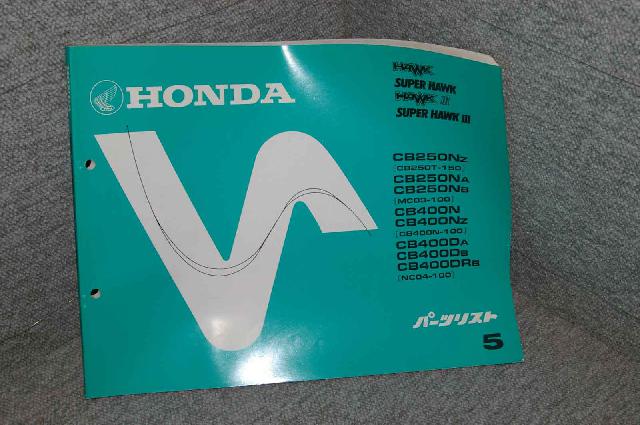 HONDA
HAWK
SUPER HAWK
HAWK II
SUPER HAWK III
CB250NZ
[CB250T-150]
CB250NA
CB250NB
[MC03-100]
CB400N
CB400NZ
[CB400N-100]
CB400DA
CB400DB
CB400DRB
[NC04-100]
パーツリスト
5